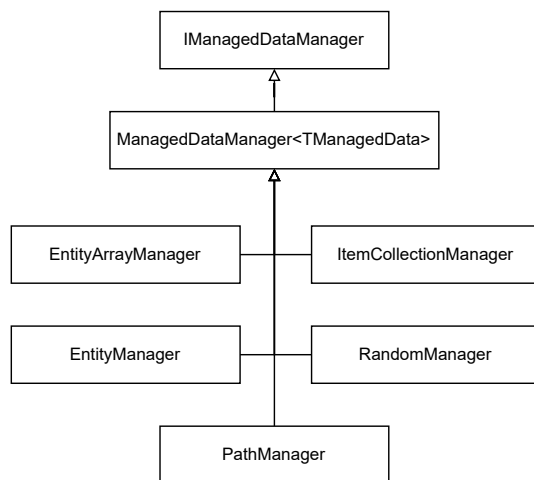 IManagedDataManager
ManagedDataManager<TManagedData>
EntityArrayManager
ItemCollectionManager
EntityManager
RandomManager
PathManager